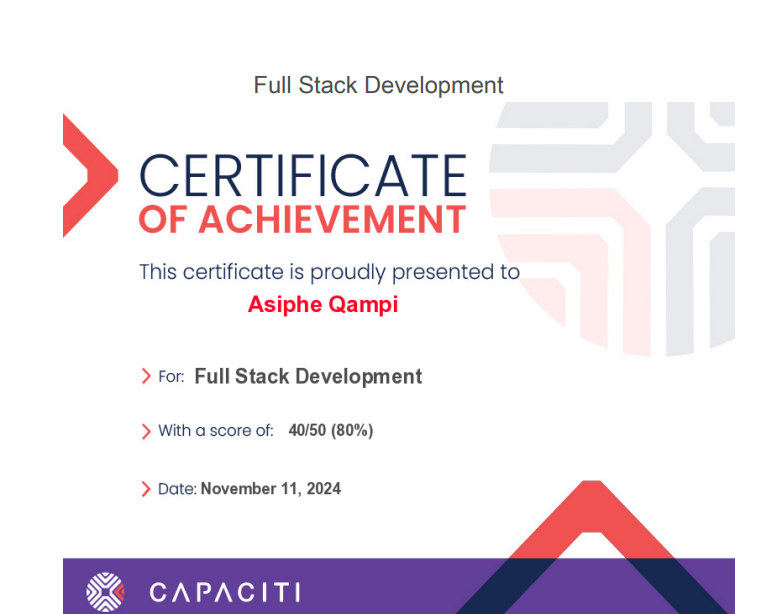 Full Stack Development
CERTIFICATE
OF ACHIEVEMENT
This certificate is proudly presented to
Asiphe Qampi
For: Full Stack Development
With a score of: 40/50 (80%)
Date: November 11, 2024
CAPACITI